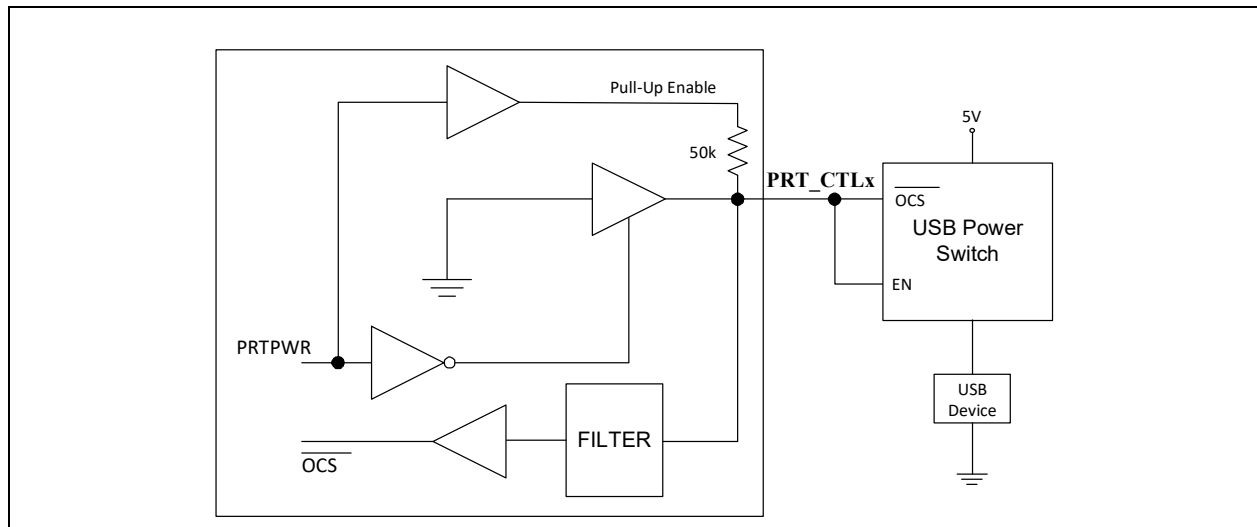 Pull-Up Enable
5V
50k
PRT_CTLx
OCS
USB Power
Switch
EN
PRTPWR
USB
Device
FILTER
OCS